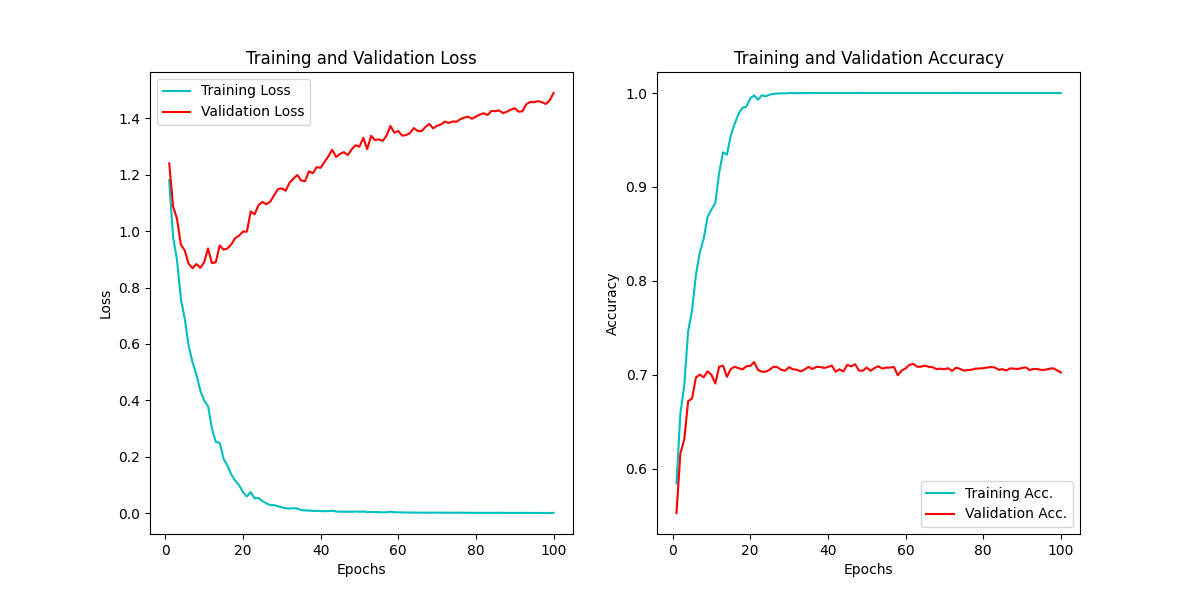 Training and Validation Loss
Training Loss
Validation Loss
Loss
1.4
1.2
1.0
0.8
0.6
0.4
0.2
0.0
0 20 40 60 80 100
Epochs
Training and Validation Accuracy
Accuracy
1.0
0.9
0.8
0.7
0.6
Training Acc.
Validation Acc.
0 20 40 60 80 100
Epochs